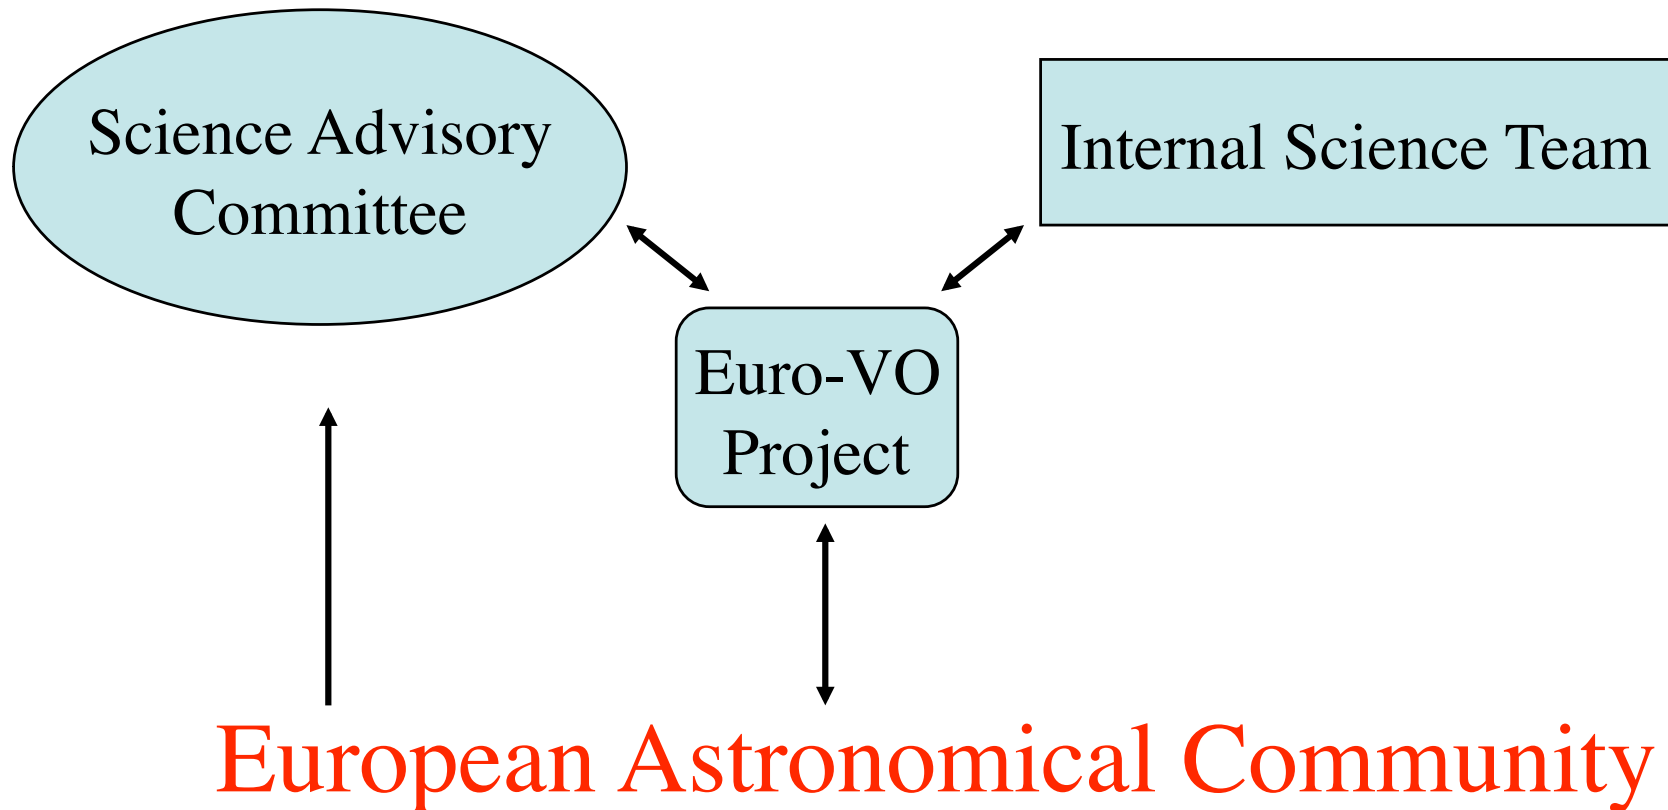 Science Advisory
Committee
Internal Science Team
Euro-VO
Project
European Astronomical Community